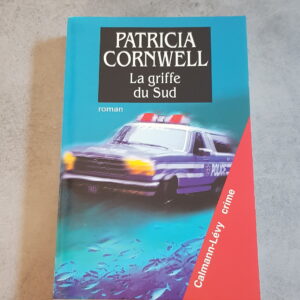 PATRICIA
CORNWELL
La griffe
du Sud
roman
POLICE
Calmann-Lévy crime